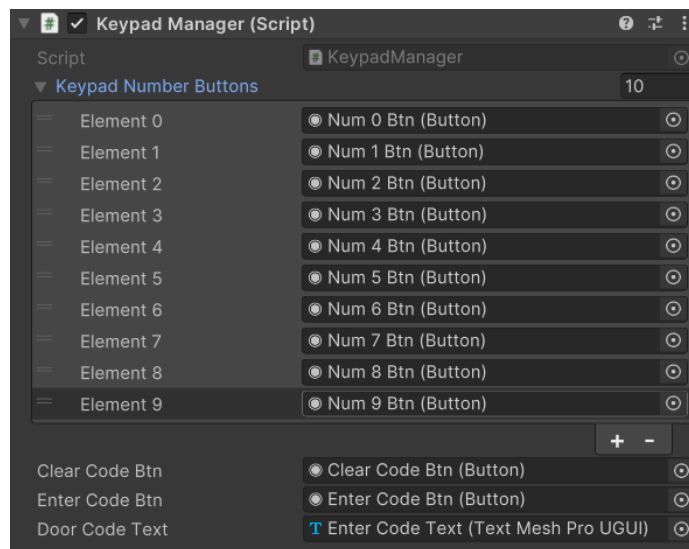 Keypad Manager (Script)
Script KeypadManager
Keypad Number Buttons 10
Element 0 Num 0 Btn (Button)
Element 1 Num 1 Btn (Button)
Element 2 Num 2 Btn (Button)
Element 3 Num 3 Btn (Button)
Element 4 Num 4 Btn (Button)
Element 5 Num 5 Btn (Button)
Element 6 Num 6 Btn (Button)
Element 7 Num 7 Btn (Button)
Element 8 Num 8 Btn (Button)
Element 9 Num 9 Btn (Button)
+ -
Clear Code Btn Clear Code Btn (Button)
Enter Code Btn Enter Code Btn (Button)
Door Code Text Enter Code Text (Text Mesh Pro UGUI)